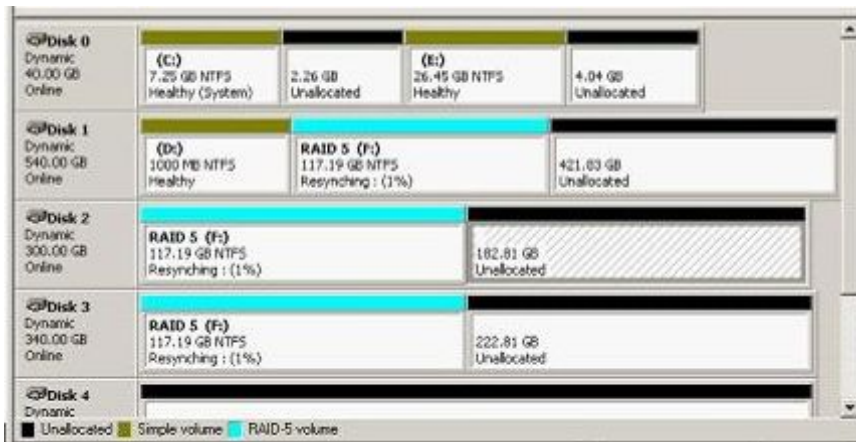 Disk 0
Dynamic
40.00 GB
Online
(C:)
7.25 GB NTFS
Healthy (System)
2.26 GB
Unallocated
(E:)
26.45 GB NTFS
Healthy
4.04 GB
Unallocated
Disk 1
Dynamic
540.00 GB
Online
(D:)
1000 MB NTFS
Healthy
RAID 5 (F:)
117.19 GB NTFS
Resynching : (1%)
421.83 GB
Unallocated
Disk 2
Dynamic
300.00 GB
Online
RAID 5 (F:)
117.19 GB NTFS
Resynching : (1%)
182.81 GB
Unallocated
Disk 3
Dynamic
340.00 GB
Online
RAID 5 (F:)
117.19 GB NTFS
Resynching : (1%)
222.81 GB
Unallocated
Disk 4
Dynamic
Unallocated Simple volume RAID-5 volume